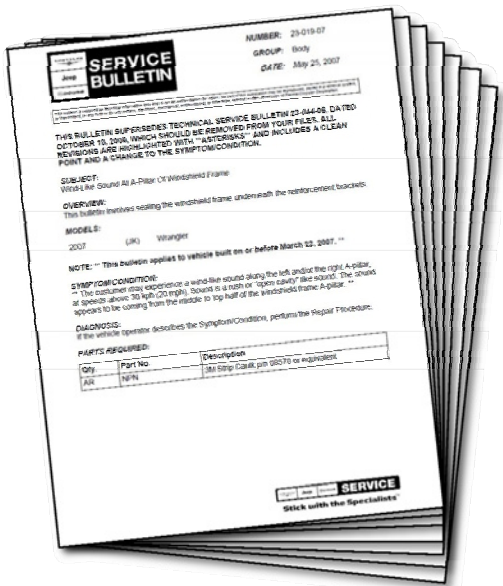 NUMBER: 23-019-07
GROUP: Body
DATE: May 25, 2007
Jeep
SERVICE
BULLETIN
THIS BULLETIN SUPERSEDES TECHNICAL SERVICE BULLETIN 23-044-06, DATED
OCTOBER 19, 2006, WHICH SHOULD BE REMOVED FROM YOUR FILES. ALL
REVISIONS ARE HIGHLIGHTED WITH **ASTERISKS** AND INCLUDES A CLEAN
POINT AND A CHANGE TO THE SYMPTOM/CONDITION.
SUBJECT:
Wind-Like Sound At A-Pillar Of Windshield Frame
OVERVIEW:
This bulletin involves sealing the windshield frame underneath the reinforcement brackets.
MODELS:
2007 (JK) Wrangler
NOTE: ** This bulletin applies to vehicle built on or before March 23, 2007. **
SYMPTOM/CONDITION:
** The customer may experience a wind-like sound along the left and/or the right A-pillar,
at speeds above 30 kph (20 mph). Sound is a rush or "open cavity" like sound. The sound
appears to be coming from the middle to top half of the windshield frame A-pillar. **
DIAGNOSIS:
If the vehicle operator describes the Symptom/Condition, perform the Repair Procedure.
PARTS REQUIRED:
Qty. Part No. Description
AR NPN 3M Strip Caulk p/n 08578 or equivalent
Jeep SERVICE
Stick with the Specialists